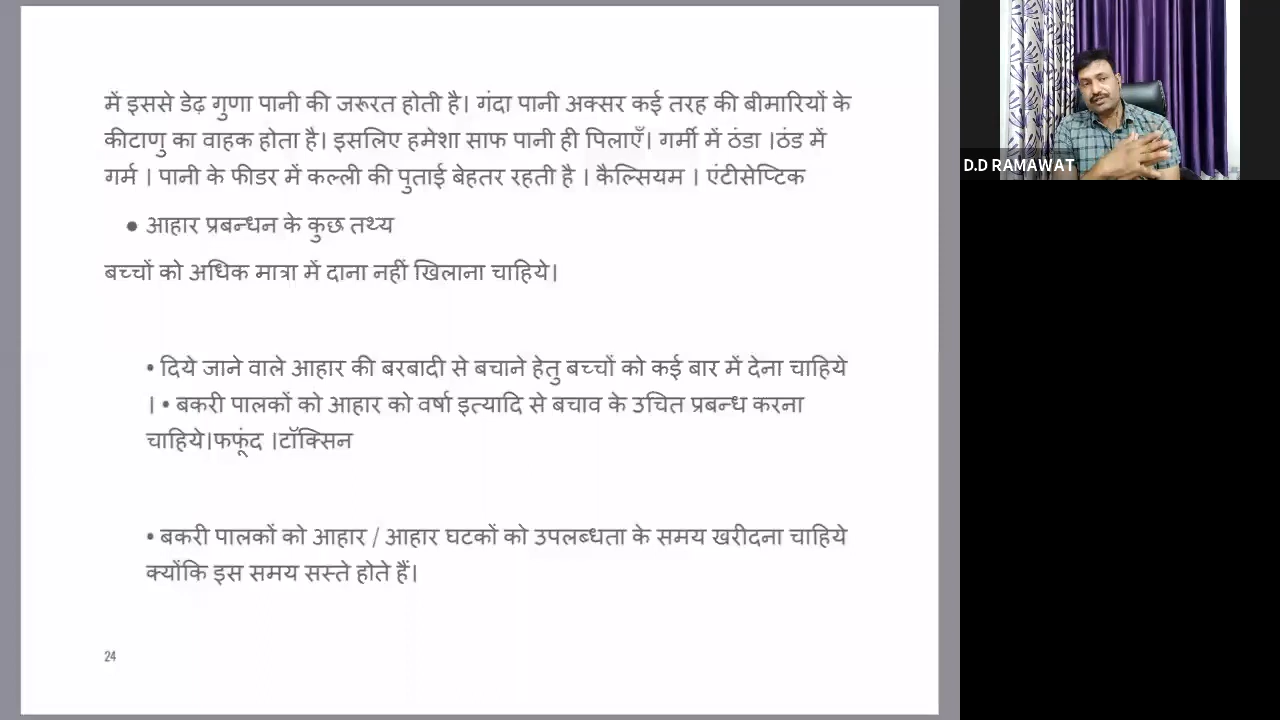 में इससे डेढ़ गुणा पानी की जरूरत होती है। गंदा पानी अक्सर कई तरह की बीमारियों के
कीटाणु का वाहक होता है। इसलिए हमेशा साफ पानी ही पिलाएँ। गर्मी में ठंडा ।ठंड में
गर्म । पानी के फीडर में कल्ली की पुताई बेहतर रहती है । कैल्सियम । एंटीसेप्टिक
● आहार प्रबन्धन के कुछ तथ्य
बच्चों को अधिक मात्रा में दाना नहीं खिलाना चाहिये।
• दिये जाने वाले आहार की बरबादी से बचाने हेतु बच्चों को कई बार में देना चाहिये
। • बकरी पालकों को आहार को वर्षा इत्यादि से बचाव के उचित प्रबन्ध करना
चाहिये।फफूंद ।टॉक्सिन
• बकरी पालकों को आहार / आहार घटकों को उपलब्धता के समय खरीदना चाहिये
क्योंकि इस समय सस्ते होते हैं।
24
D.D RAMAWAT